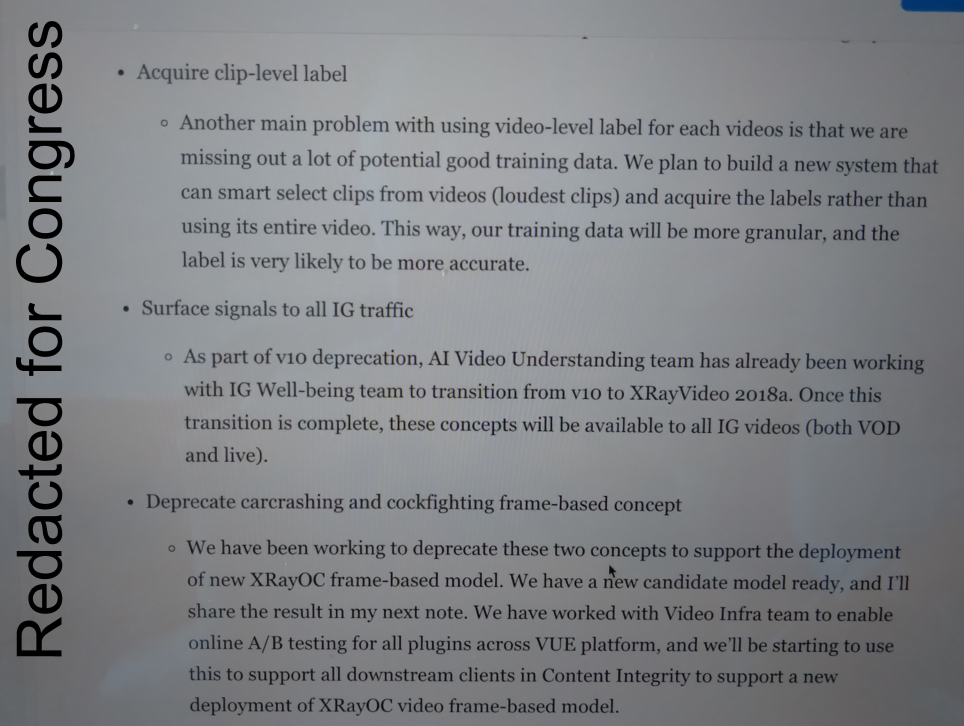 Redacted for Congress
• Acquire clip-level label
○ Another main problem with using video-level label for each videos is that we are
missing out a lot of potential good training data. We plan to build a new system that
can smart select clips from videos (loudest clips) and acquire the labels rather than
using its entire video. This way, our training data will be more granular, and the
label is very likely to be more accurate.
• Surface signals to all IG traffic
○ As part of v10 deprecation, AI Video Understanding team has already been working
with IG Well-being team to transition from v10 to XRayVideo 2018a. Once this
transition is complete, these concepts will be available to all IG videos (both VOD
and live).
• Deprecate carcrashing and cockfighting frame-based concept
○ We have been working to deprecate these two concepts to support the deployment
of new XRayOC frame-based model. We have a new candidate model ready, and I'll
share the result in my next note. We have worked with Video Infra team to enable
online A/B testing for all plugins across VUE platform, and we'll be starting to use
this to support all downstream clients in Content Integrity to support a new
deployment of XRayOC video frame-based model.